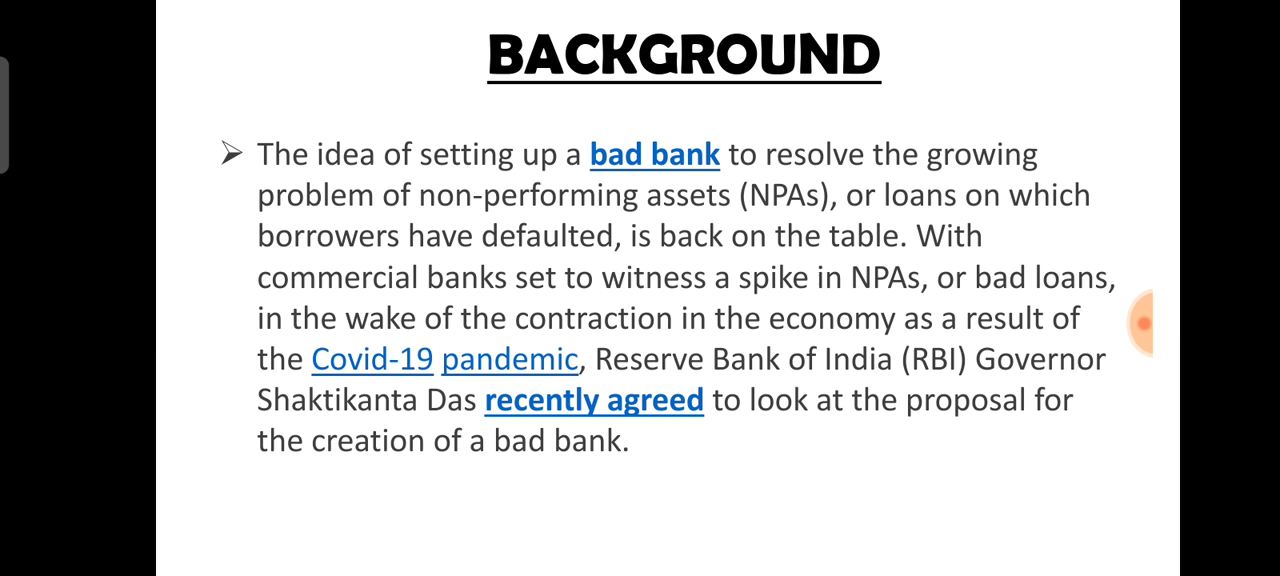 BACKGROUND
➢ The idea of setting up a bad bank to resolve the growing
problem of non-performing assets (NPAs), or loans on which
borrowers have defaulted, is back on the table. With
commercial banks set to witness a spike in NPAs, or bad loans,
in the wake of the contraction in the economy as a result of
the Covid-19 pandemic, Reserve Bank of India (RBI) Governor
Shaktikanta Das recently agreed to look at the proposal for
the creation of a bad bank.